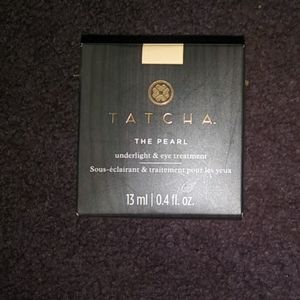 TATCHA
THE PEARL
underlight & eye treatment
Sous-éclairant & traitement pour les yeux
13 ml | 0.4 fl. oz.